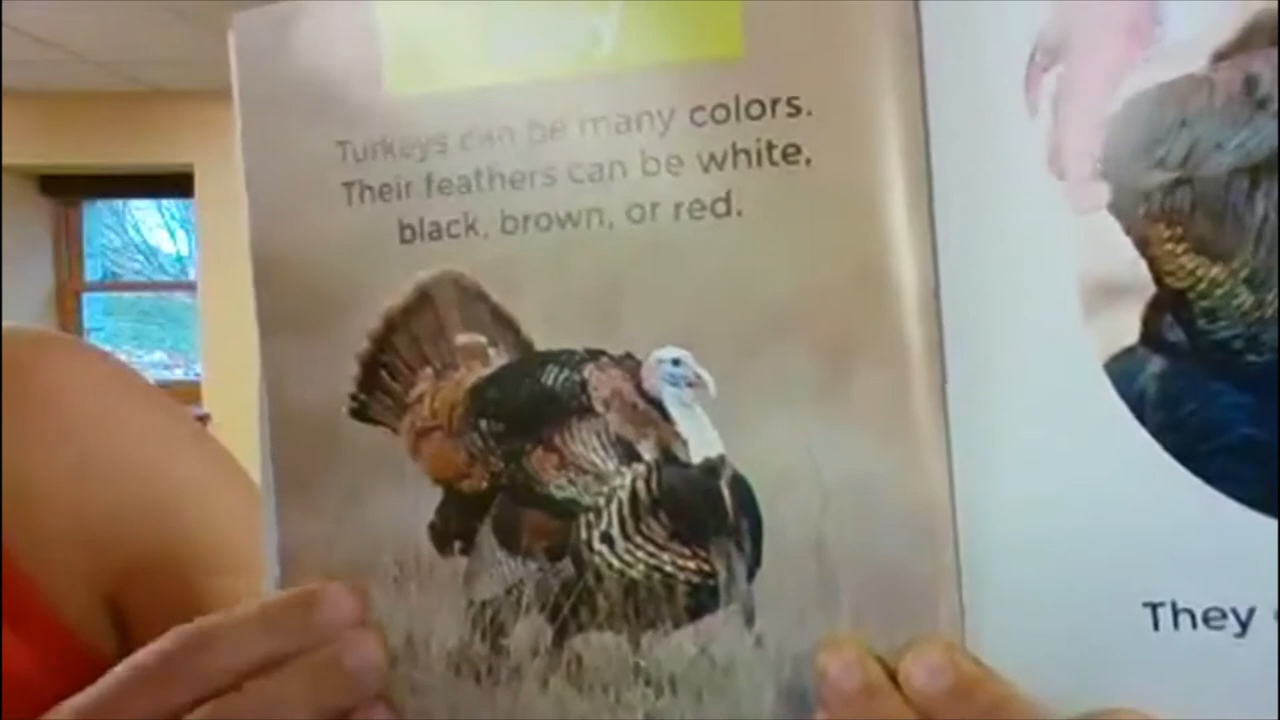 Turkeys can be many colors.
Their feathers can be white,
black, brown, or red.
They